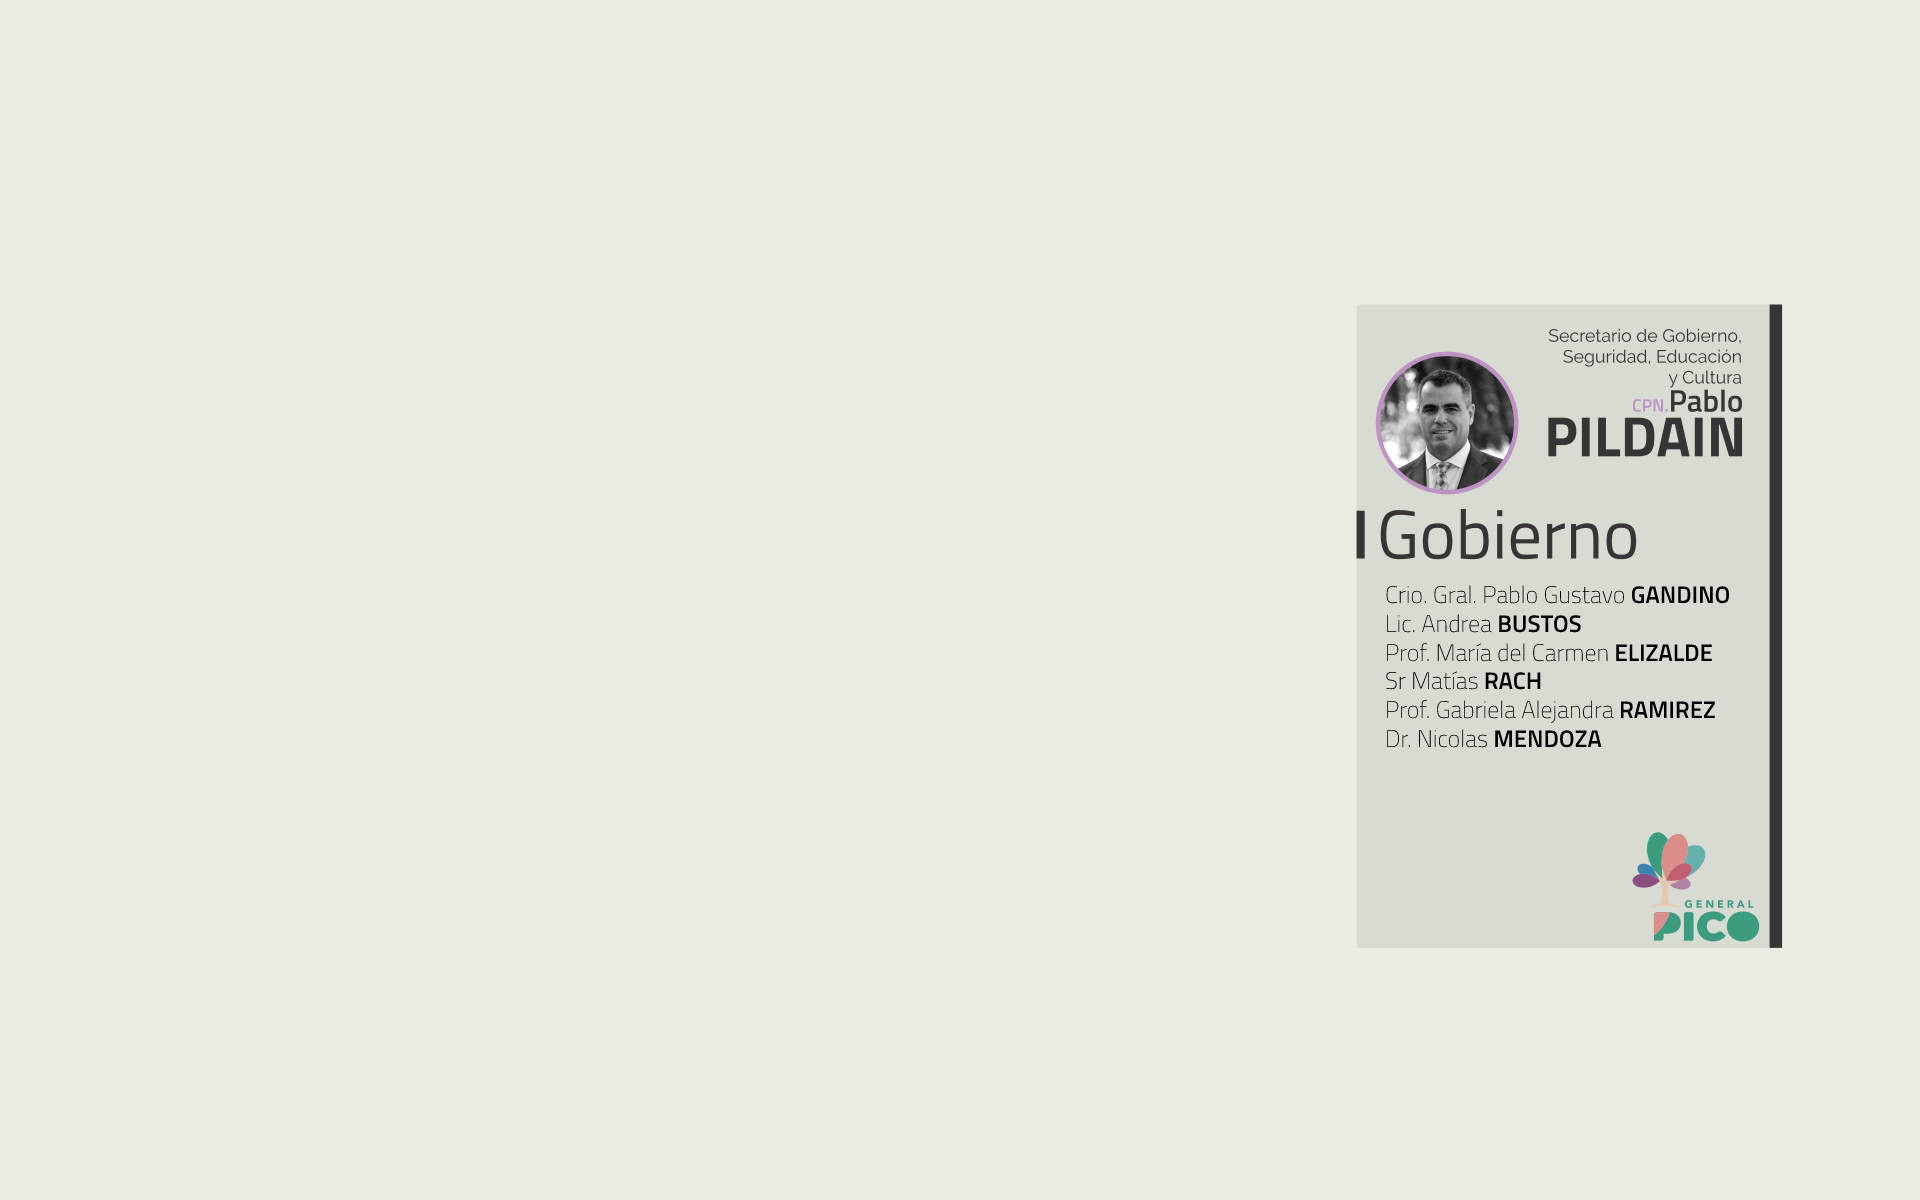 Secretario de Gobierno,
Seguridad, Educación
y Cultura
CPN.Pablo
PILDAIN
Gobierno
Crio. Gral. Pablo Gustavo GANDINO
Lic. Andrea BUSTOS
Prof. María del Carmen ELIZALDE
Sr Matías RACH
Prof. Gabriela Alejandra RAMIREZ
Dr. Nicolas MENDOZA
GENERAL
PICO